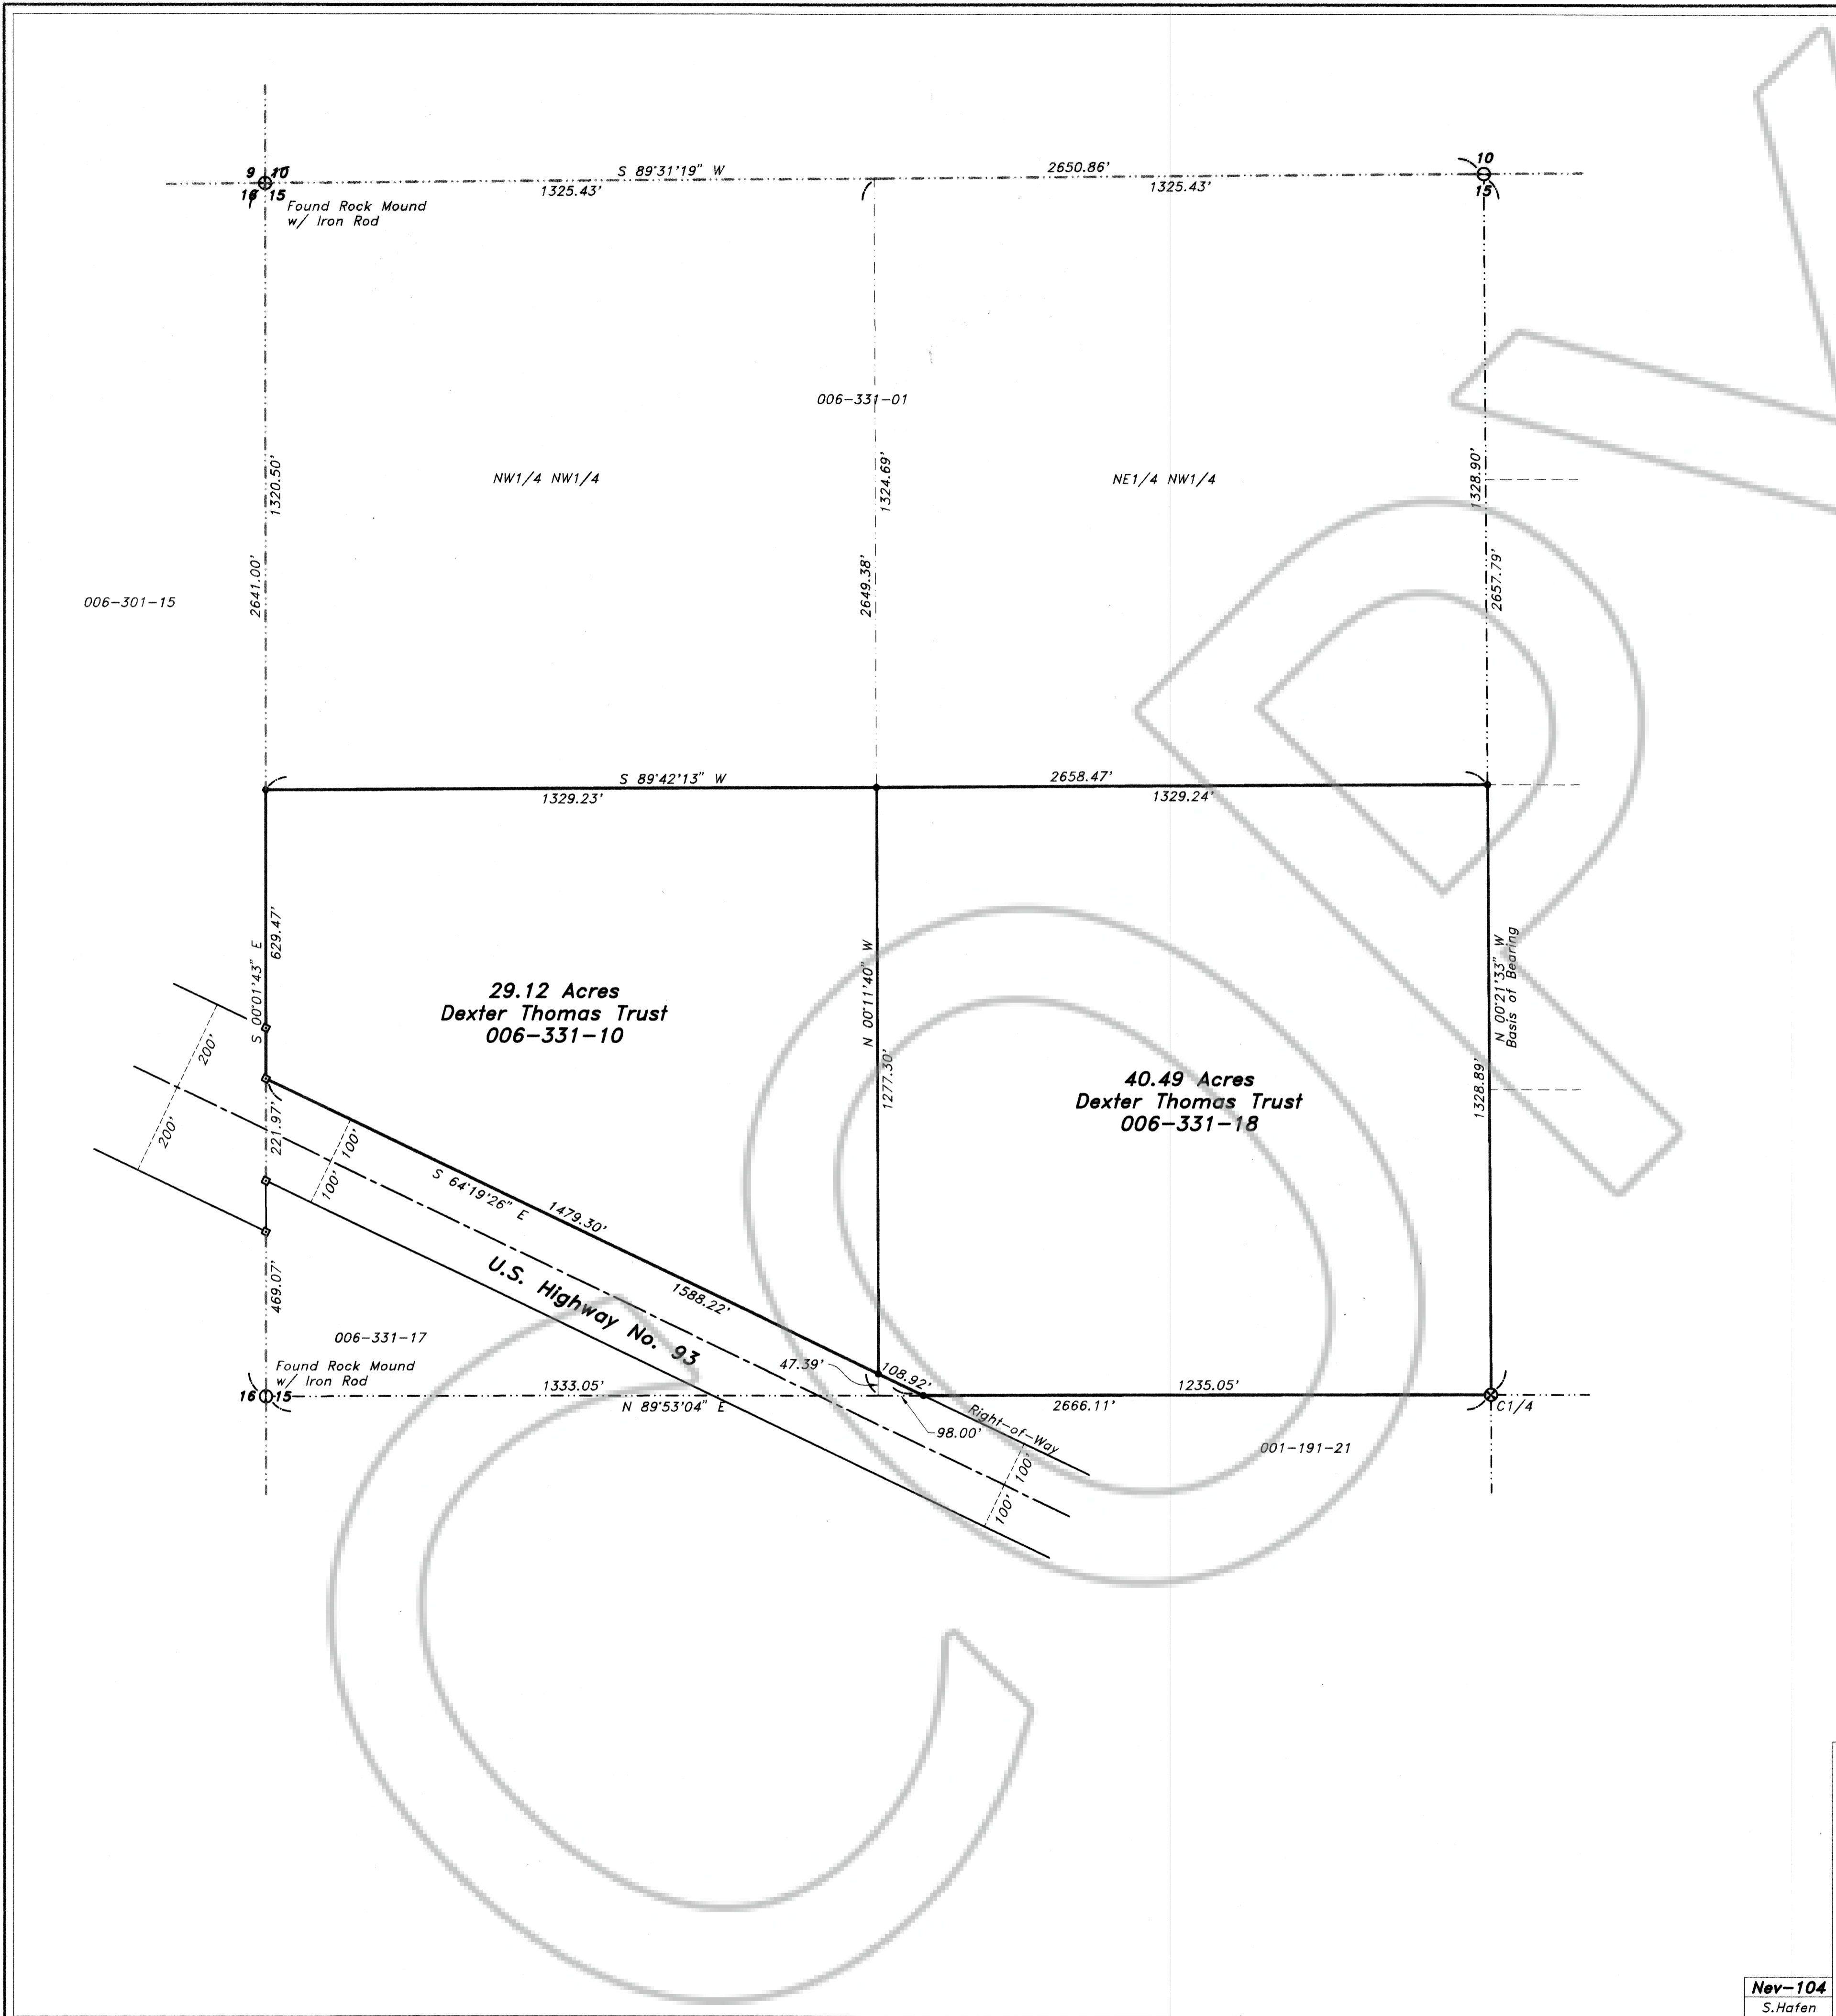 9 10
16 15
Found Rock Mound
w/ Iron Rod
S 89°31'19" W
1325.43'
2650.86'
1325.43'
10
15
006-331-01
NW1/4 NW1/4
NE1/4 NW1/4
1320.50'
2641.00'
1324.69'
2649.38'
1328.90'
2657.79'
006-301-15
S 89°42'13" W
1329.23'
2658.47'
1329.24'
629.47'
S 00°01'43" E
29.12 Acres
Dexter Thomas Trust
006-331-10
N 00°11'40" W
1277.30'
40.49 Acres
Dexter Thomas Trust
006-331-18
N 00°21'33" W
Basis of Bearing
1328.89'
200'
200'
221.97'
100'
100'
S 64°19'26" E
1479.30'
1588.22'
U.S. Highway No. 93
469.07'
006-331-17
Found Rock Mound
w/ Iron Rod
16 15
1333.05'
N 89°53'04" E
47.39'
108.92'
98.00'
1235.05'
2666.11'
C1/4
Right-of-Way
100'
100'
001-191-21
COPY
Nev-104
S.Hafen